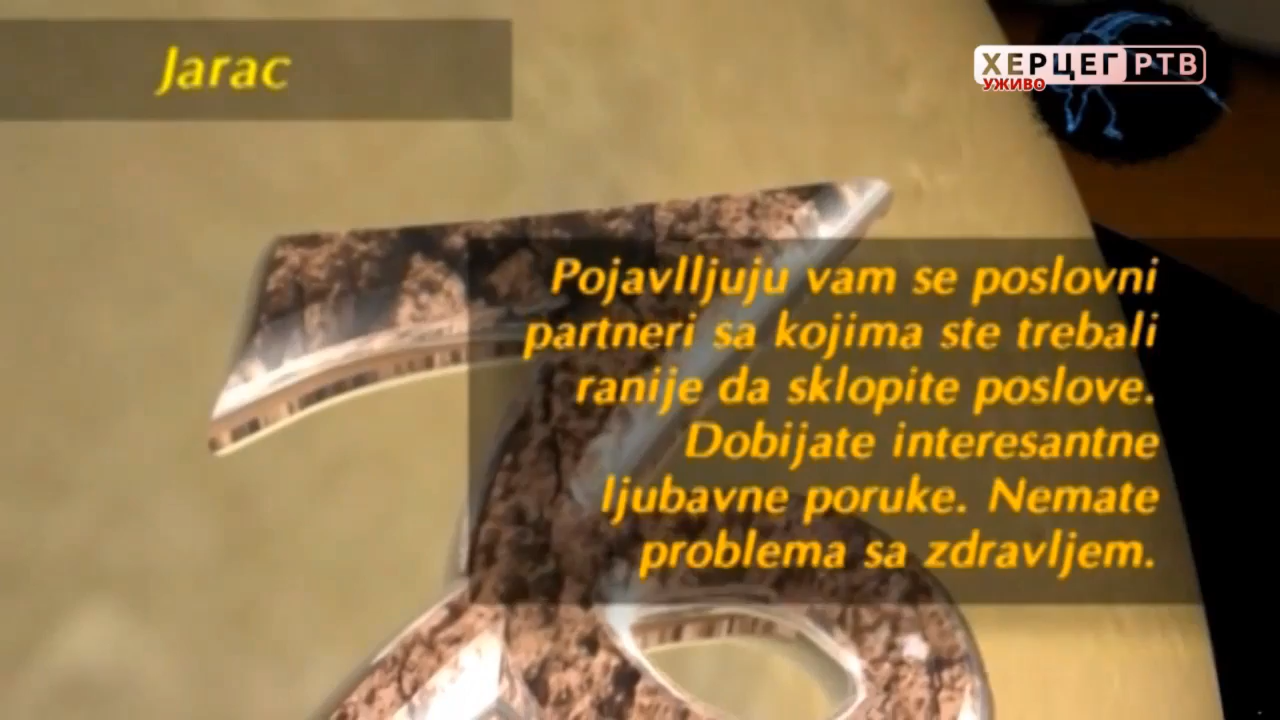 Jarac
ХЕРЦЕГ РТВ
УЖИВО
Pojavlljuju vam se poslovni
partneri sa kojima ste trebali
ranije da sklopite poslove.
Dobijate interesantne
ljubavne poruke. Nemate
problema sa zdravljem.